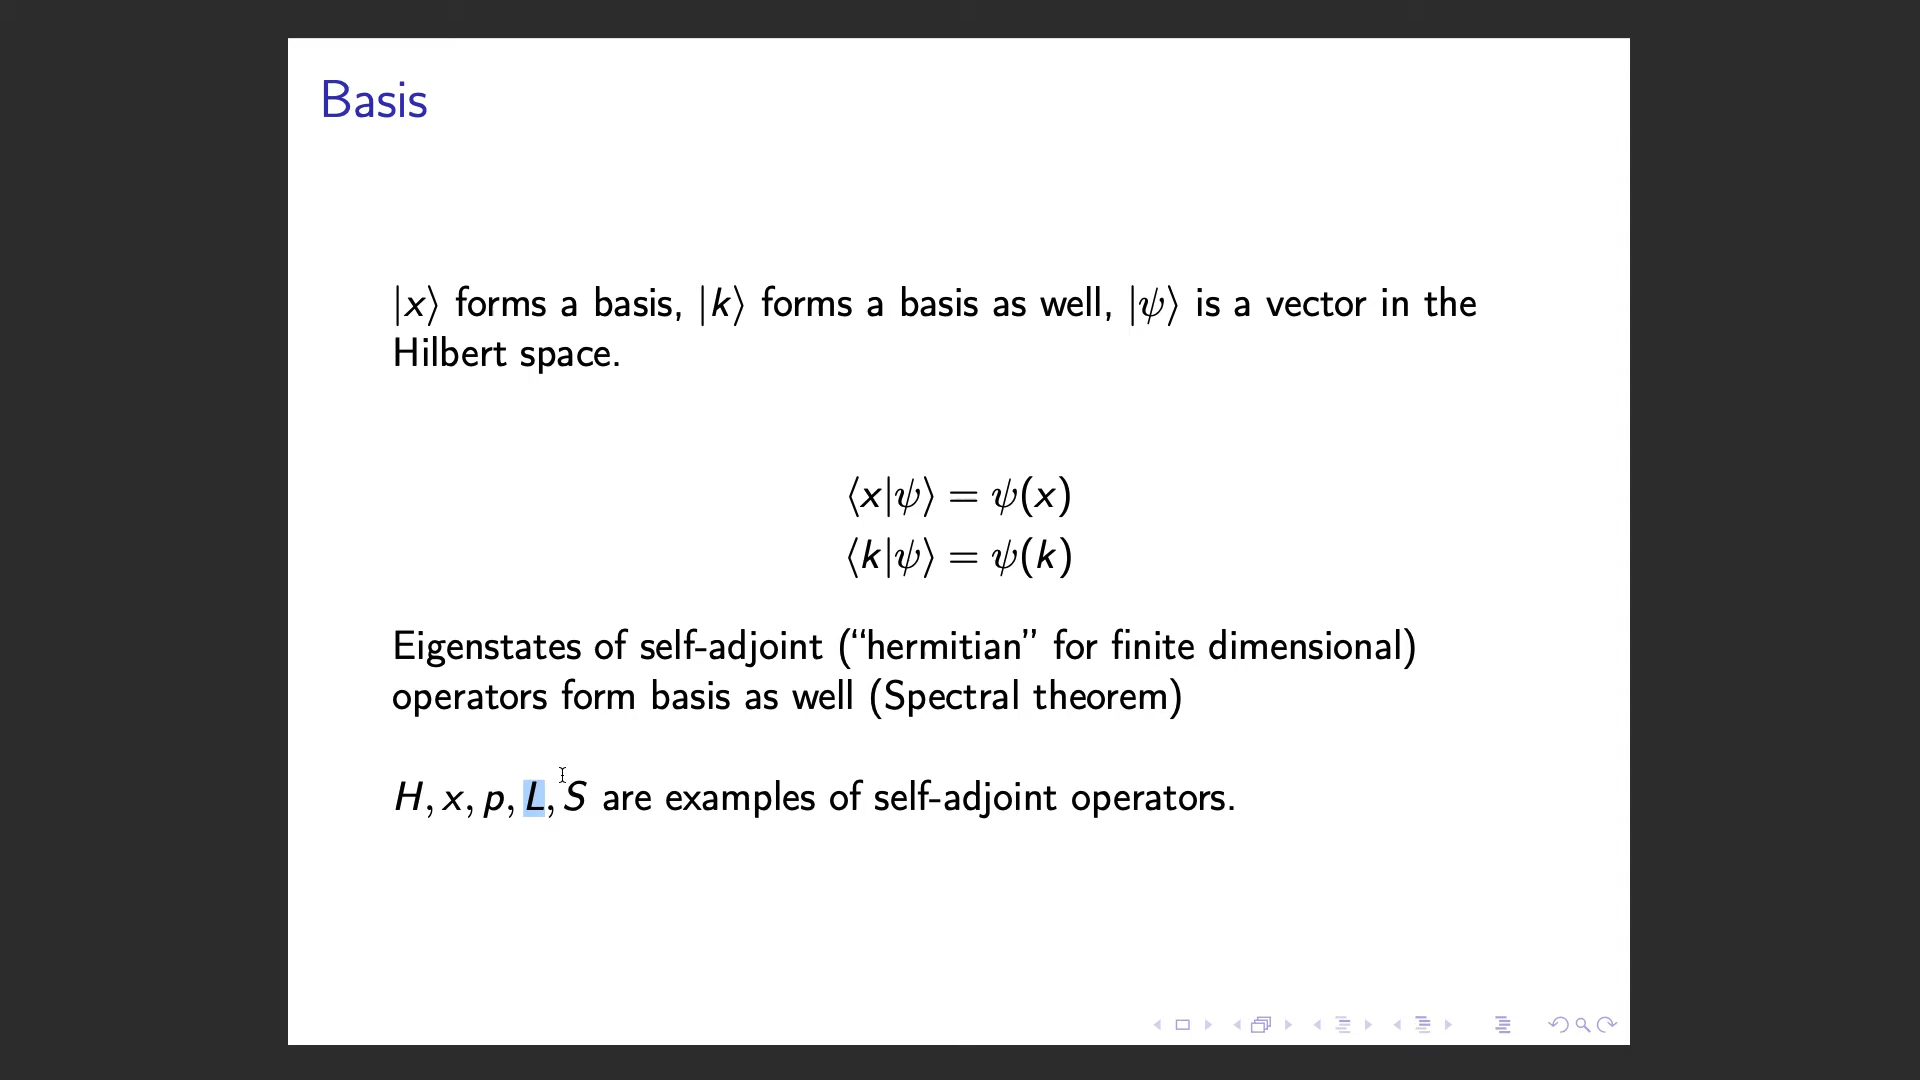 Basis
|x⟩ forms a basis, |k⟩ forms a basis as well, |ψ⟩ is a vector in the
Hilbert space.
⟨x|ψ⟩ = ψ(x)
⟨k|ψ⟩ = ψ(k)
Eigenstates of self-adjoint (“hermitian” for finite dimensional)
operators form basis as well (Spectral theorem)
H, x, p, L, S are examples of self-adjoint operators.